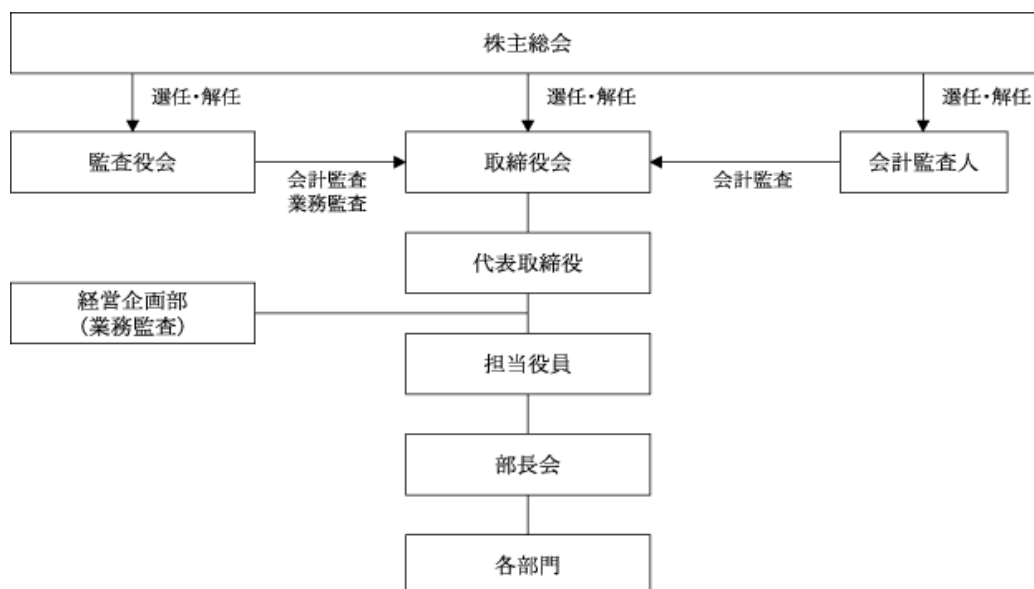 株主総会
選任・解任
選任・解任
選任・解任
監査役会
取締役会
会計監査人
会計監査
業務監査
会計監査
代表取締役
経営企画部
(業務監査)
担当役員
部長会
各部門